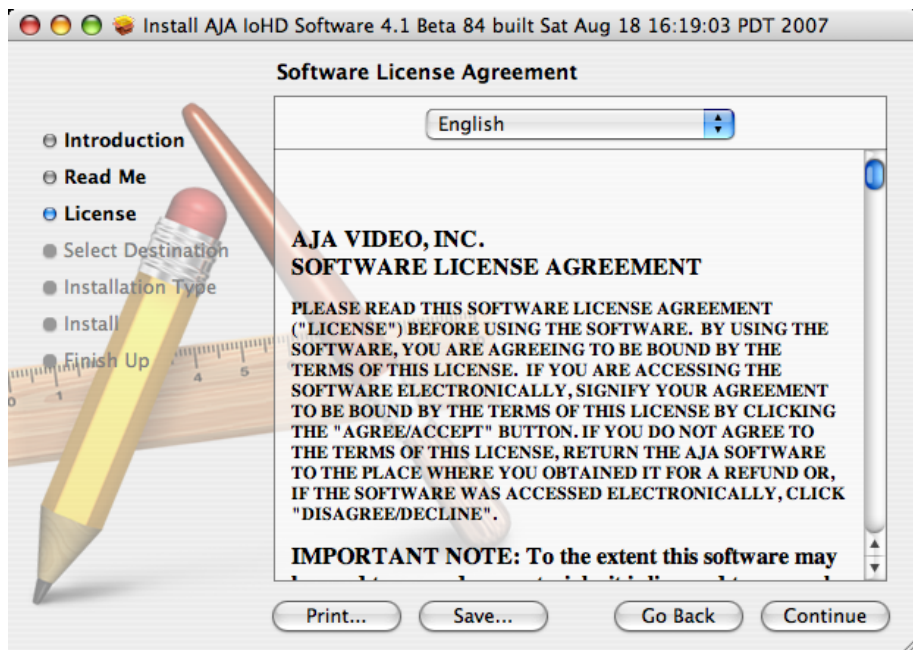 Install AJA IoHD Software 4.1 Beta 84 built Sat Aug 18 16:19:03 PDT 2007
Software License Agreement
Introduction
Read Me
License
Select Destination
Installation Type
Install
Finish Up
English
AJA VIDEO, INC.
SOFTWARE LICENSE AGREEMENT
PLEASE READ THIS SOFTWARE LICENSE AGREEMENT
("LICENSE") BEFORE USING THE SOFTWARE.  BY USING THE
SOFTWARE, YOU ARE AGREEING TO BE BOUND BY THE
TERMS OF THIS LICENSE.  IF YOU ARE ACCESSING THE
SOFTWARE ELECTRONICALLY, SIGNIFY YOUR AGREEMENT
TO BE BOUND BY THE TERMS OF THIS LICENSE BY CLICKING
THE "AGREE/ACCEPT" BUTTON. IF YOU DO NOT AGREE TO
THE TERMS OF THIS LICENSE, RETURN THE AJA SOFTWARE
TO THE PLACE WHERE YOU OBTAINED IT FOR A REFUND OR,
IF THE SOFTWARE WAS ACCESSED ELECTRONICALLY, CLICK
"DISAGREE/DECLINE".
IMPORTANT NOTE: To the extent this software may
0 1 4 5
Print... Save... Go Back Continue